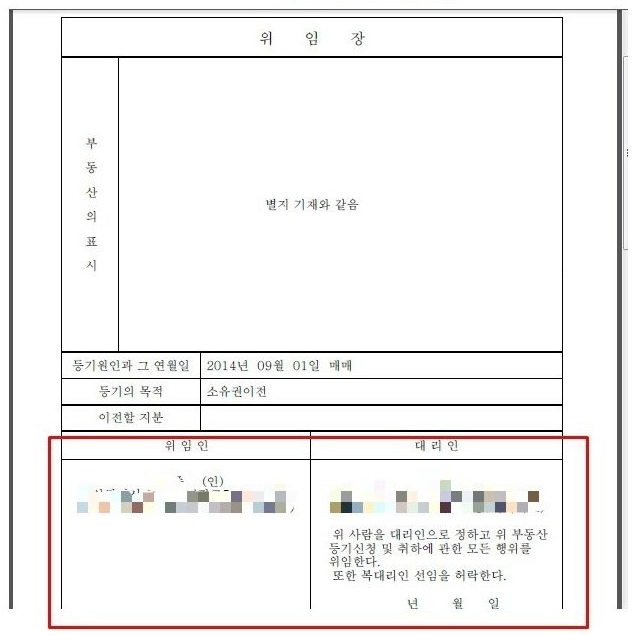 위 임 장
부동산의 표시
별지 기재와 같음
등기원인과 그 연월일 2014년 09월 01일 매매
등기의 목적 소유권이전
이전할 지분
위 임 인 대 리 인
(인)
위 사람을 대리인으로 정하고 위 부동산
등기신청 및 취하에 관한 모든 행위를
위임한다.
또한 복대리인 선임을 허락한다.
년 월 일